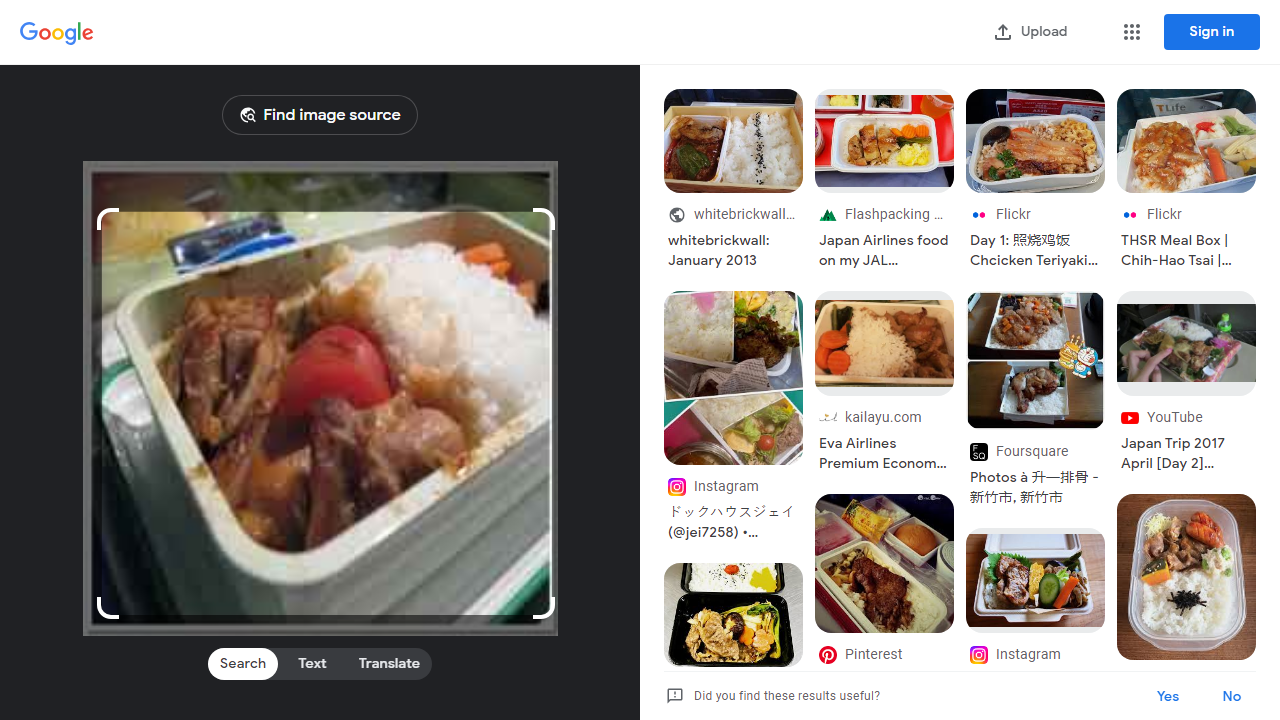 Google
Upload
Sign in
Find image source
Search
Text
Translate
whitebrickwall...
whitebrickwall:
January 2013
Flashpacking ...
Japan Airlines food
on my JAL...
Flickr
Day 1: 照烧鸡饭
Chcicken Teriyaki...
TLife
Flickr
THSR Meal Box |
Chih-Hao Tsai |...
Instagram
ドックハウスジェイ
(@jei7258) •...
kailayu.com
Eva Airlines
Premium Econom...
Foursquare
Photos à 升一排骨 -
新竹市, 新竹市
YouTube
Japan Trip 2017
April [Day 2]...
Pinterest
Instagram
Did you find these results useful?
Yes
No